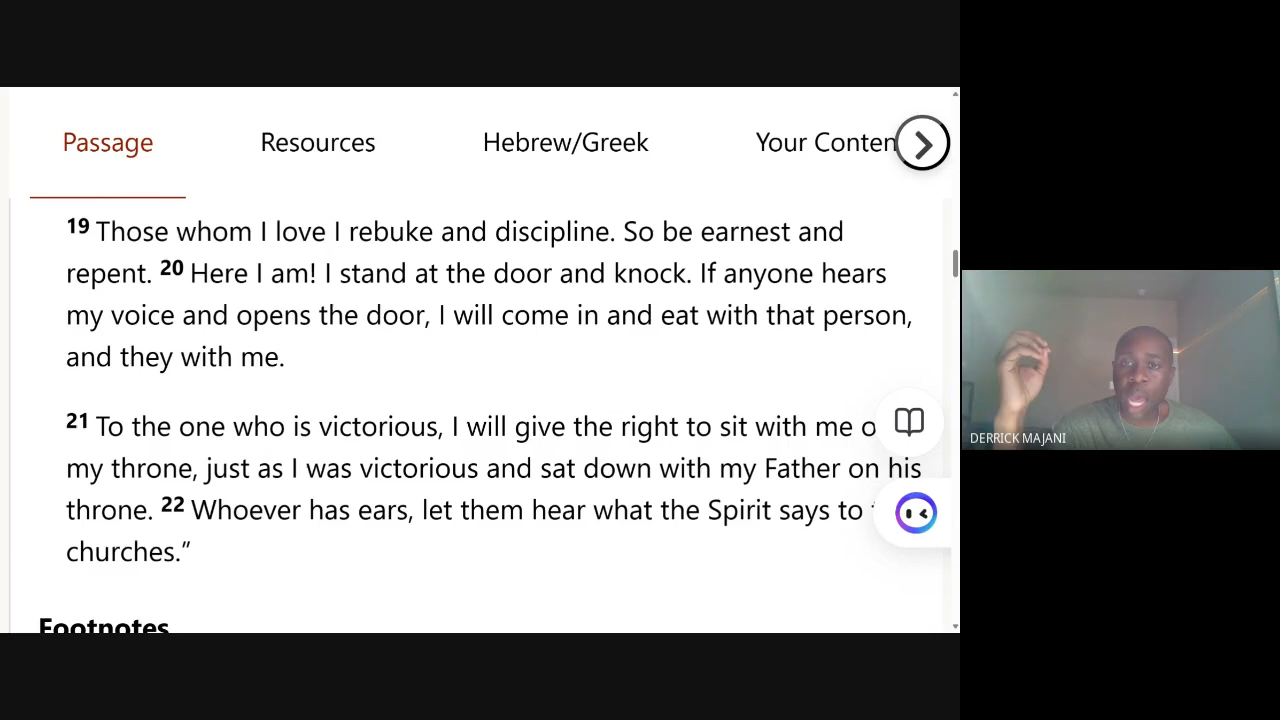 Passage Resources Hebrew/Greek Your Conten
19 Those whom I love I rebuke and discipline. So be earnest and
repent. 20 Here I am! I stand at the door and knock. If anyone hears
my voice and opens the door, I will come in and eat with that person,
and they with me.
21 To the one who is victorious, I will give the right to sit with me o
my throne, just as I was victorious and sat down with my Father on his
throne. 22 Whoever has ears, let them hear what the Spirit says to
churches.”
Footnotes
DERRICK MAJANI